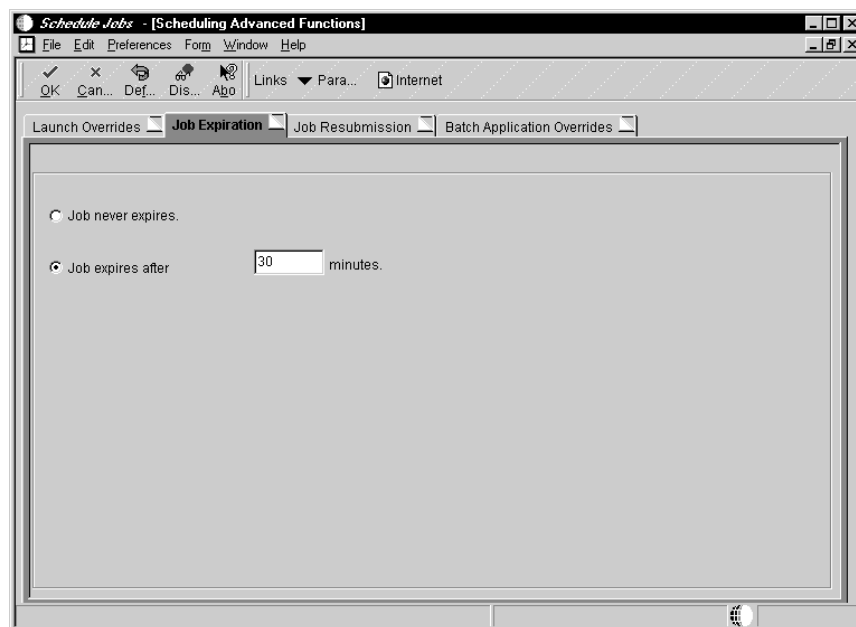 Schedule Jobs - [Scheduling Advanced Functions]
File Edit Preferences Form Window Help
OK Can... Def... Dis... Abo Links Para... Internet
Launch Overrides Job Expiration Job Resubmission Batch Application Overrides
Job never expires.
Job expires after 30 minutes.